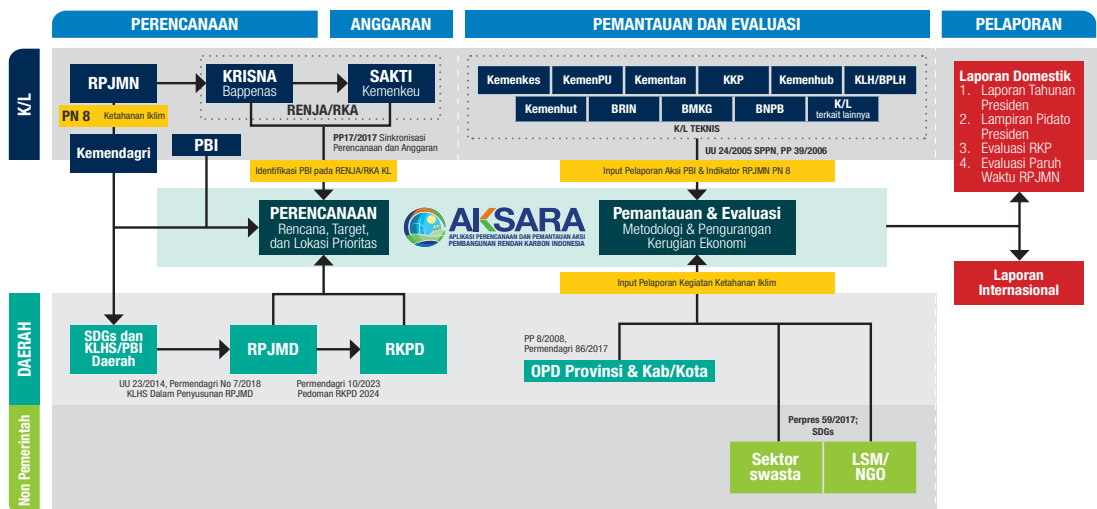 PERENCANAAN
ANGGARAN
PEMANTAUAN DAN EVALUASI
PELAPORAN
K/L
RPJMN
KRISNA
Bappenas
SAKTI
Kemenkeu
RENJA/RKA
PN 8
Ketahanan Iklim
Kemendagri
PBI
PP17/2017 Sinkronisasi
Perencanaan dan Anggaran
Identifikasi PBI pada RENJA/RKA KL
Kemenkes
KemenPU
Kementan
KKP
Kemenhub
KLH/BPLH
Kemenhut
BRIN
BMKG
BNPB
K/L
terkait lainnya
K/L TEKNIS
UU 24/2005 SPPN, PP 39/2006
Input Pelaporan Aksi PBI & Indikator RPJMN PN 8
Laporan Domestik
1. Laporan Tahunan
Presiden
2. Lampiran Pidato
Presiden
3. Evaluasi RKP
4. Evaluasi Paruh
Waktu RPJMN
PERENCANAAN
Rencana, Target,
dan Lokasi Prioritas
AKSARA
APLIKASI PERENCANAAN DAN PEMANTAUAN AKSI
PEMBANGUNAN RENDAH KARBON INDONESIA
Pemantauan & Evaluasi
Metodologi & Pengurangan
Kerugian Ekonomi
Input Pelaporan Kegiatan Ketahanan Iklim
Laporan
Internasional
DAERAH
SDGs dan
KLHS/PBI
Daerah
RPJMD
RKPD
UU 23/2014, Permendagri No 7/2018
KLHS Dalam Penyusunan RPJMD
Permendagri 10/2023
Pedoman RKPD 2024
PP 8/2008,
Permendagri 86/2017
OPD Provinsi & Kab/Kota
Non Pemerintah
Perpres 59/2017;
SDGs
Sektor
swasta
LSM/
NGO